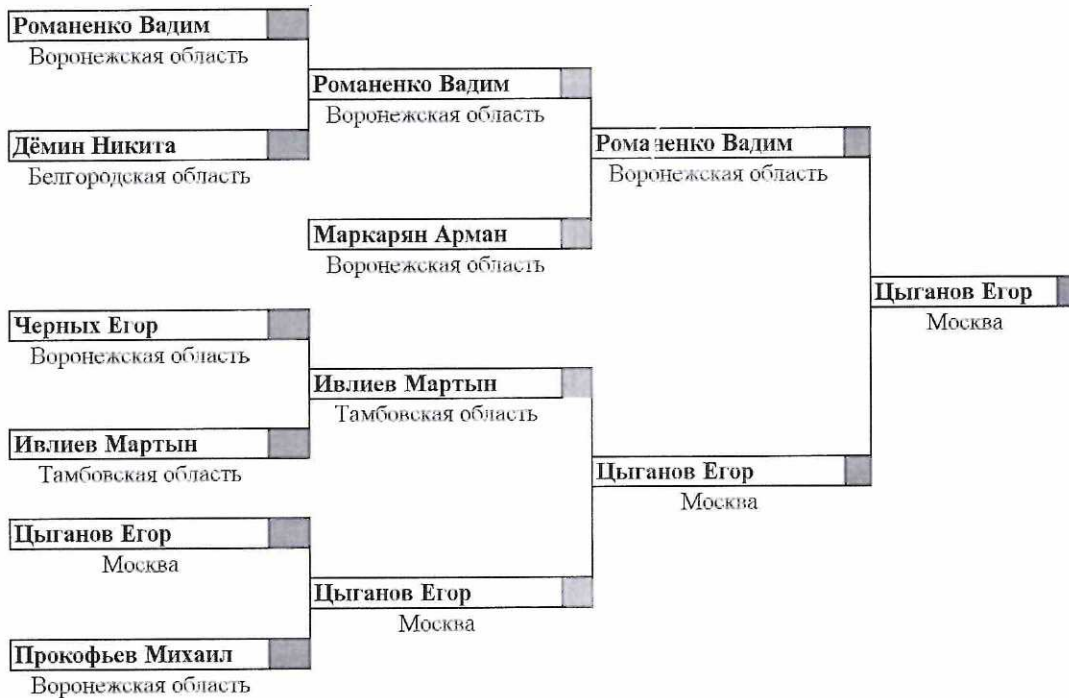 Романенко Вадим
Воронежская область
Дёмин Никита
Белгородская область
Черных Егор
Воронежская область
Ивлиев Мартын
Тамбовская область
Цыганов Егор
Москва
Прокофьев Михаил
Воронежская область
Романенко Вадим
Воронежская область
Маркарян Арман
Воронежская область
Ивлиев Мартын
Тамбовская область
Цыганов Егор
Москва
Романенко Вадим
Воронежская область
Цыганов Егор
Москва
Цыганов Егор
Москва